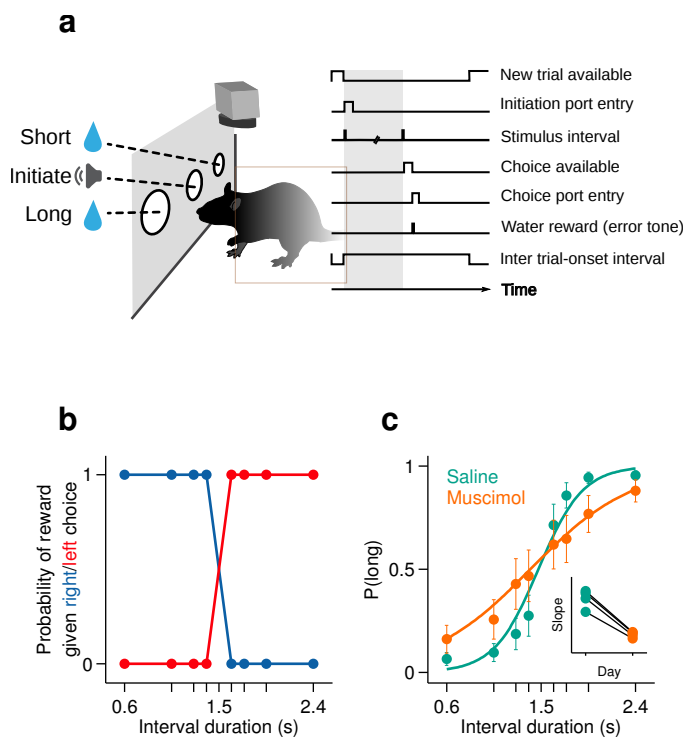 a
Short
Initiate
Long
New trial available
Initiation port entry
Stimulus interval
Choice available
Choice port entry
Water reward (error tone)
Inter trial-onset interval
Time
b
Probability of reward
given right/left choice
1
0
0.6
1.5
2.4
Interval duration (s)
c
Saline
Muscimol
P(long)
1
0.5
0
0.6
1.5
2.4
Interval duration (s)
Slope
Day